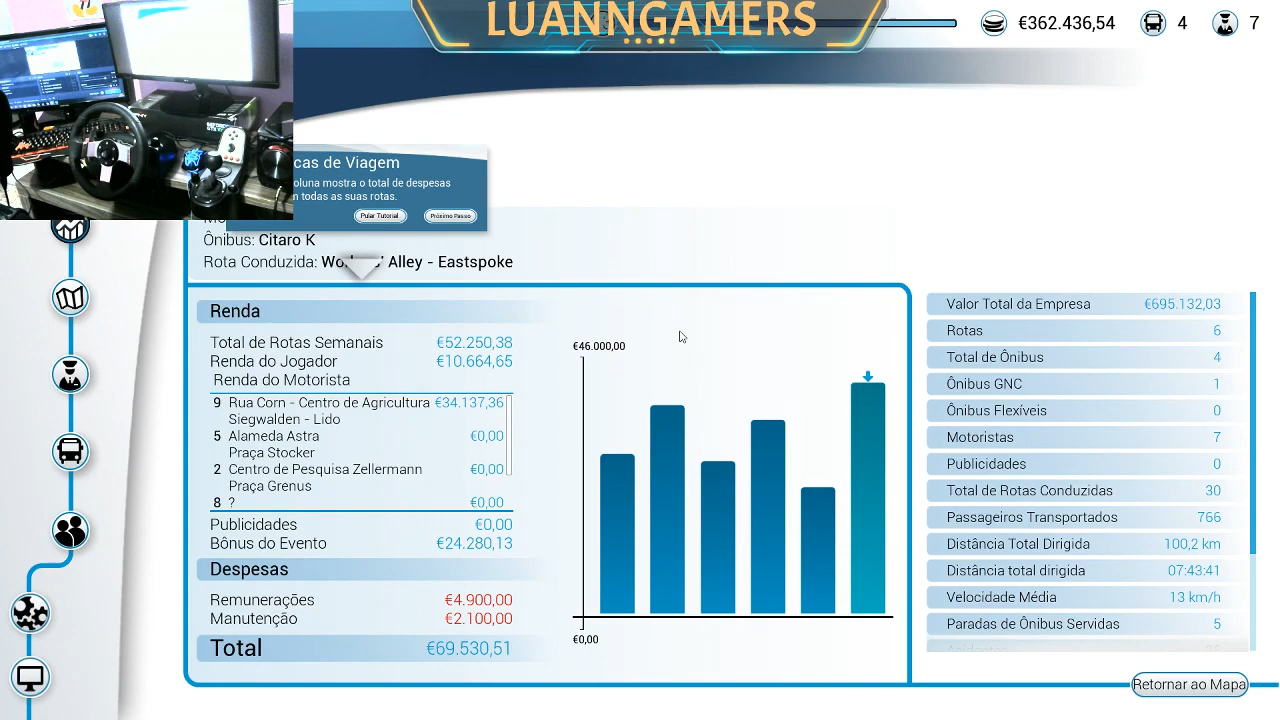 LUANNGAMERS
€362.436,54
4
7
cas de Viagem
oluna mostra o total de despesas
m todas as suas rotas.
Pular Tutorial
Próximo Passo
Ônibus: Citaro K
Rota Conduzida: Alley - Eastspoke
Renda
Total de Rotas Semanais €52.250,38
Renda do Jogador €10.664,65
Renda do Motorista
9 Rua Corn - Centro de Agricultura €34.137,36
Siegwalden - Lido
5 Alameda Astra €0,00
Praça Stocker
2 Centro de Pesquisa Zellermann €0,00
Praça Grenus
8 ? €0,00
Publicidades €0,00
Bônus do Evento €24.280,13
Despesas
Remunerações €4.900,00
Manutenção €2.100,00
Total €69.530,51
€46.000,00
€0,00
Valor Total da Empresa €695.132,03
Rotas 6
Total de Ônibus 4
Ônibus GNC 1
Ônibus Flexíveis 0
Motoristas 7
Publicidades 0
Total de Rotas Conduzidas 30
Passageiros Transportados 766
Distância Total Dirigida 100,2 km
Distância total dirigida 07:43:41
Velocidade Média 13 km/h
Paradas de Ônibus Servidas 5
Retornar ao Mapa